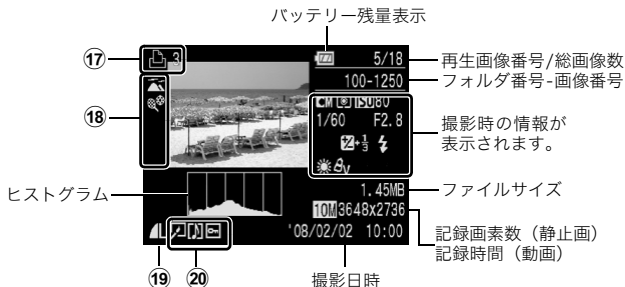 バッテリー残量表示
⑰
3
5/18
再生画像番号/総画像数
100-1250
フォルダ番号-画像番号
⑱
ISO80
1/60 F2.8
撮影時の情報が
表示されます。
+1/3
ヒストグラム
1.45MB
ファイルサイズ
10M 3648x2736
記録画素数（静止画）
記録時間（動画）
'08/02/02 10:00
⑲
⑳
撮影日時